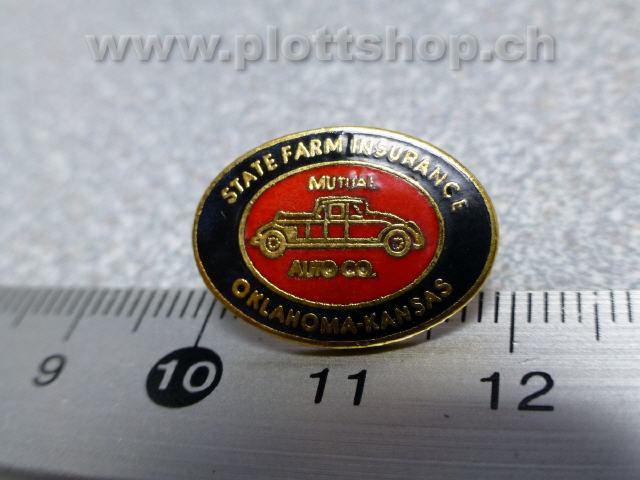 www.plottshop.ch
STATE FARM INSURANCE
MUTUAL
AUTO CO.
OKLAHOMA-KANSAS
9 10 11 12